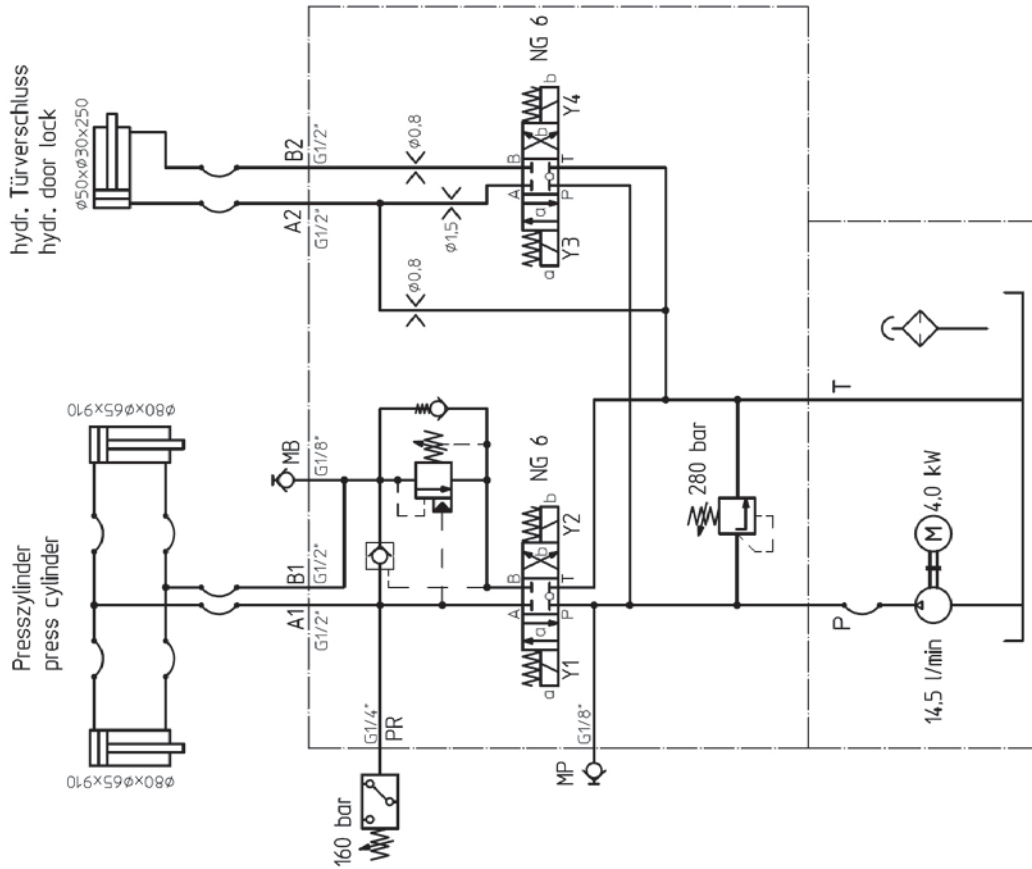 hydr. Türverschluss
hydr. door lock
ø50xø30x250
Presszylinder
press cylinder
ø80xø65x910
ø80xø65x910
A1
G1/2"
B1
G1/2"
MB
G1/8"
A2
G1/2"
B2
G1/2"
ø0.8
ø1.5
ø0.8
160 bar
G1/4"
PR
NG 6
A
B
a
Y1
a
o
b
Y2
b
P
T
NG 6
A
B
a
Y3
a
o
b
Y4
b
P
T
MP
G1/8"
280 bar
P
T
14.5 l/min
M
4.0 kW